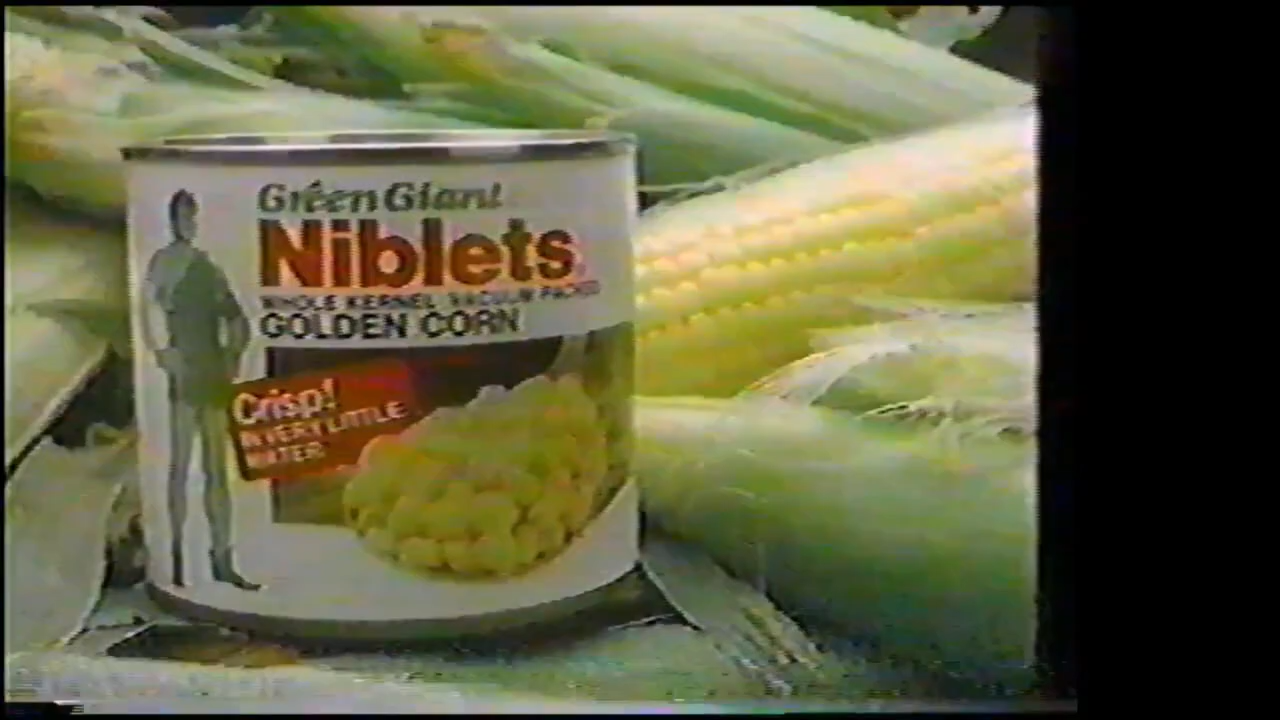 Green Giant
Niblets
WHOLE KERNEL VACUUM PACKED
GOLDEN CORN
Crisp!
IN VERY LITTLE
WATER